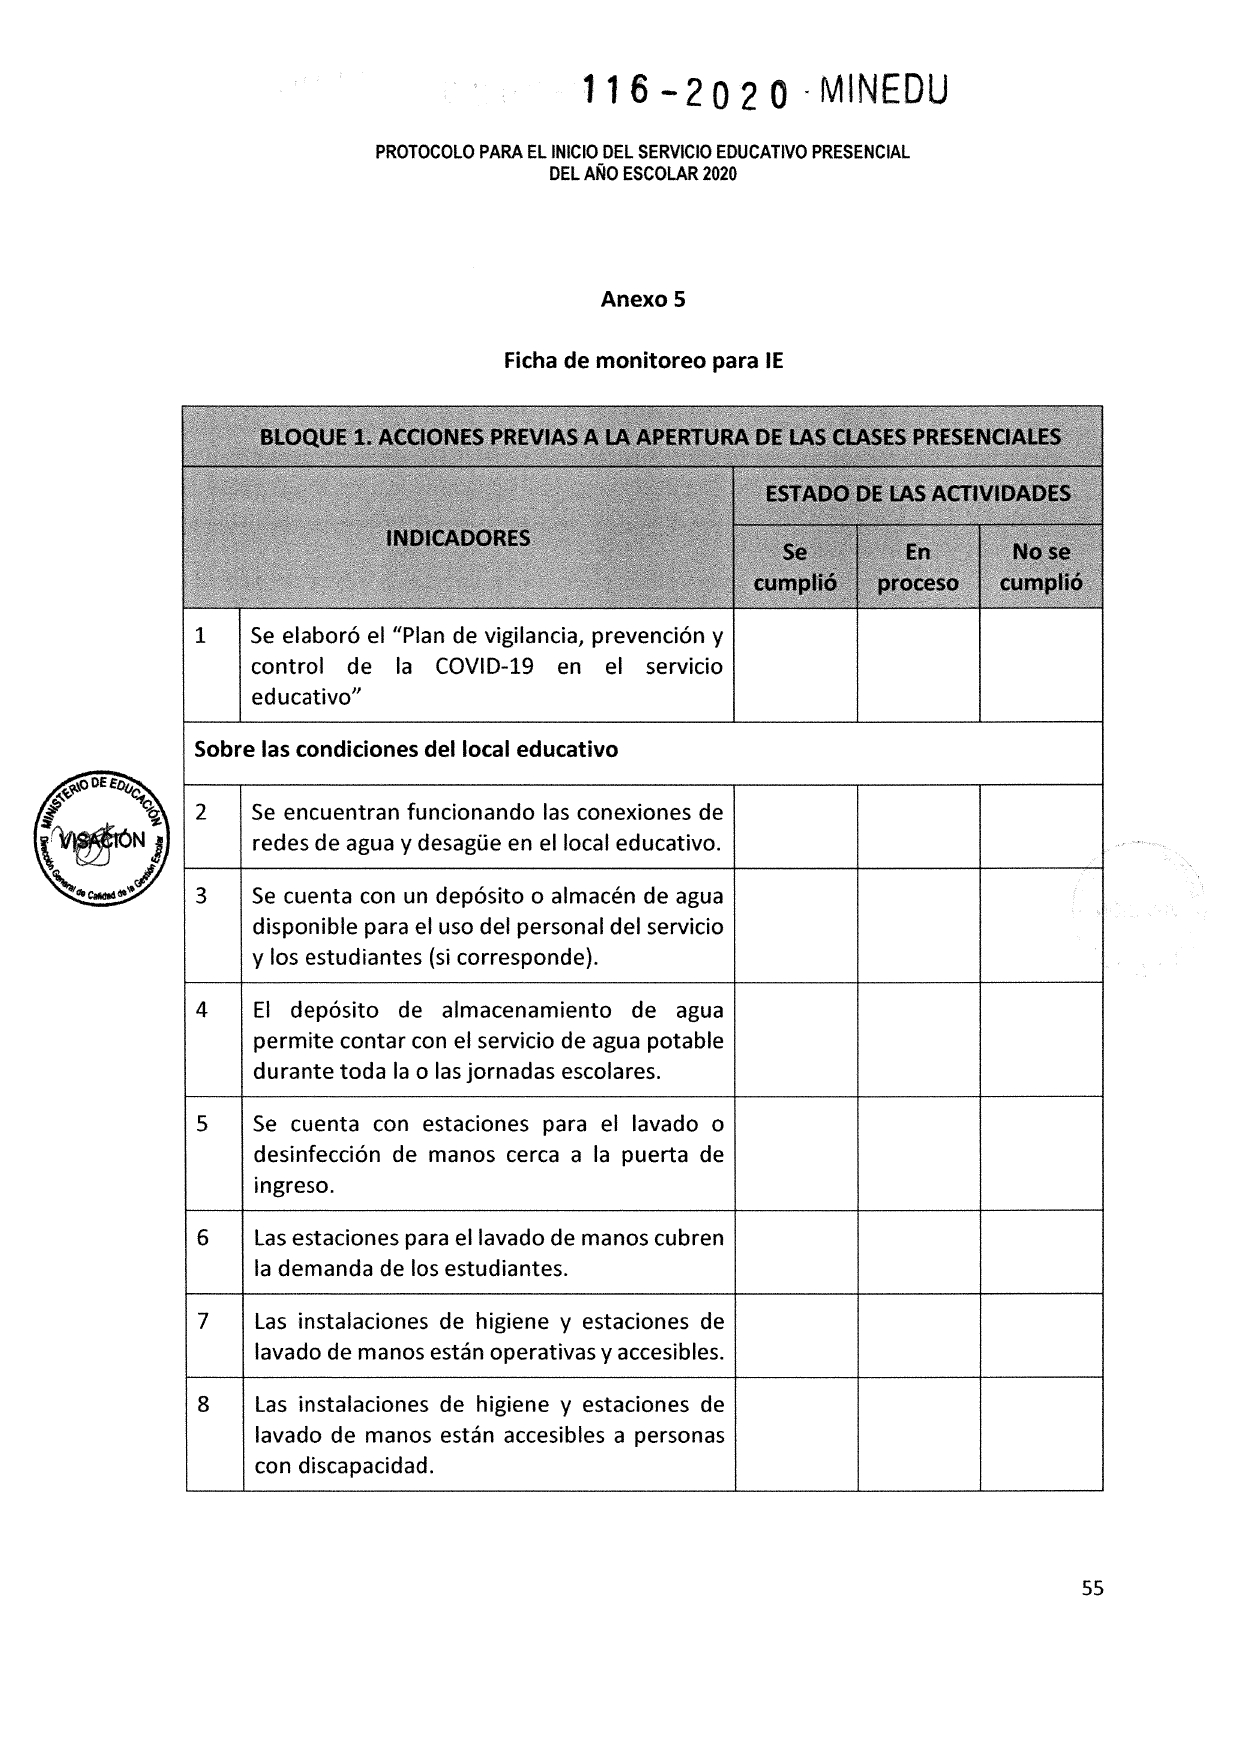 116-2020-MINEDU
PROTOCOLO PARA EL INICIO DEL SERVICIO EDUCATIVO PRESENCIAL
DEL AÑO ESCOLAR 2020
Anexo 5
Ficha de monitoreo para IE
BLOQUE 1. ACCIONES PREVIAS A LA APERTURA DE LAS CLASES PRESENCIALES
INDICADORES
ESTADO DE LAS ACTIVIDADES
Se
cumplió
En
proceso
No se
cumplió
1
Se elaboró el “Plan de vigilancia, prevención y
control de la COVID-19 en el servicio
educativo”
Sobre las condiciones del local educativo
2
Se encuentran funcionando las conexiones de
redes de agua y desagüe en el local educativo.
3
Se cuenta con un depósito o almacén de agua
disponible para el uso del personal del servicio
y los estudiantes (si corresponde).
4
El depósito de almacenamiento de agua
permite contar con el servicio de agua potable
durante toda la o las jornadas escolares.
5
Se cuenta con estaciones para el lavado o
desinfección de manos cerca a la puerta de
ingreso.
6
Las estaciones para el lavado de manos cubren
la demanda de los estudiantes.
7
Las instalaciones de higiene y estaciones de
lavado de manos están operativas y accesibles.
8
Las instalaciones de higiene y estaciones de
lavado de manos están accesibles a personas
con discapacidad.
MINISTERIO DE EDUCACIÓN
VISACIÓN
Dirección General de Calidad de la Gestión Escolar
55